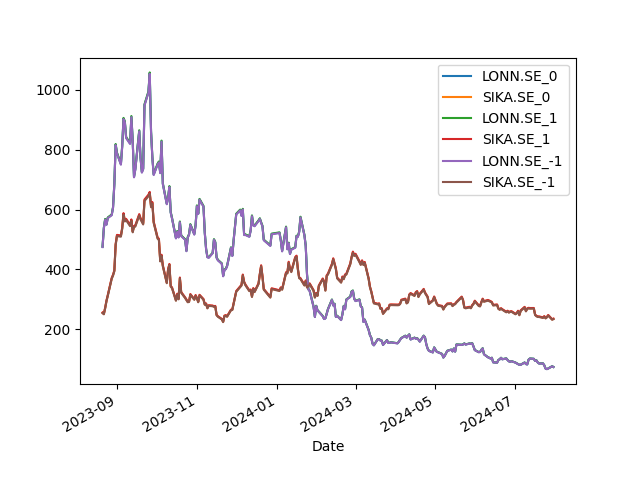 1000
800
600
400
200
LONN.SE_0
SIKA.SE_0
LONN.SE_1
SIKA.SE_1
LONN.SE_-1
SIKA.SE_-1
2023-09
2023-11
2024-01
2024-03
2024-05
2024-07
Date